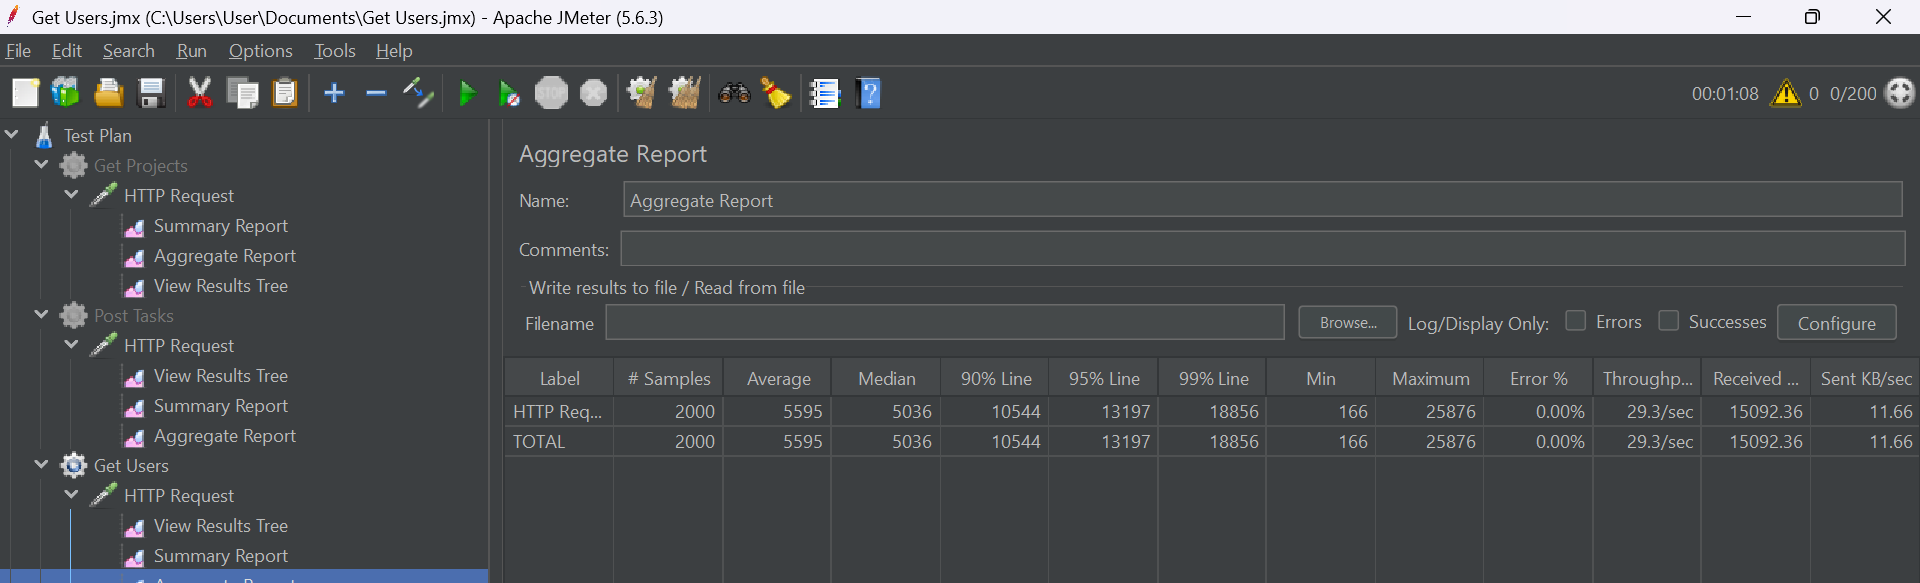 Get Users.jmx (C:\Users\User\Documents\Get Users.jmx) - Apache JMeter (5.6.3)
File Edit Search Run Options Tools Help
STOP ? 00:01:08 0 0/200
Test Plan
Get Projects
HTTP Request
Summary Report
Aggregate Report
View Results Tree
Post Tasks
HTTP Request
View Results Tree
Summary Report
Aggregate Report
Get Users
HTTP Request
View Results Tree
Summary Report
Aggregate Report
Aggregate Report
Name: Aggregate Report
Comments:
Write results to file / Read from file
Filename Browse... Log/Display Only: Errors Successes Configure
Label # Samples Average Median 90% Line 95% Line 99% Line Min Maximum Error % Throughp... Received ... Sent KB/sec
HTTP Req... 2000 5595 5036 10544 13197 18856 166 25876 0.00% 29.3/sec 15092.36 11.66
TOTAL 2000 5595 5036 10544 13197 18856 166 25876 0.00% 29.3/sec 15092.36 11.66